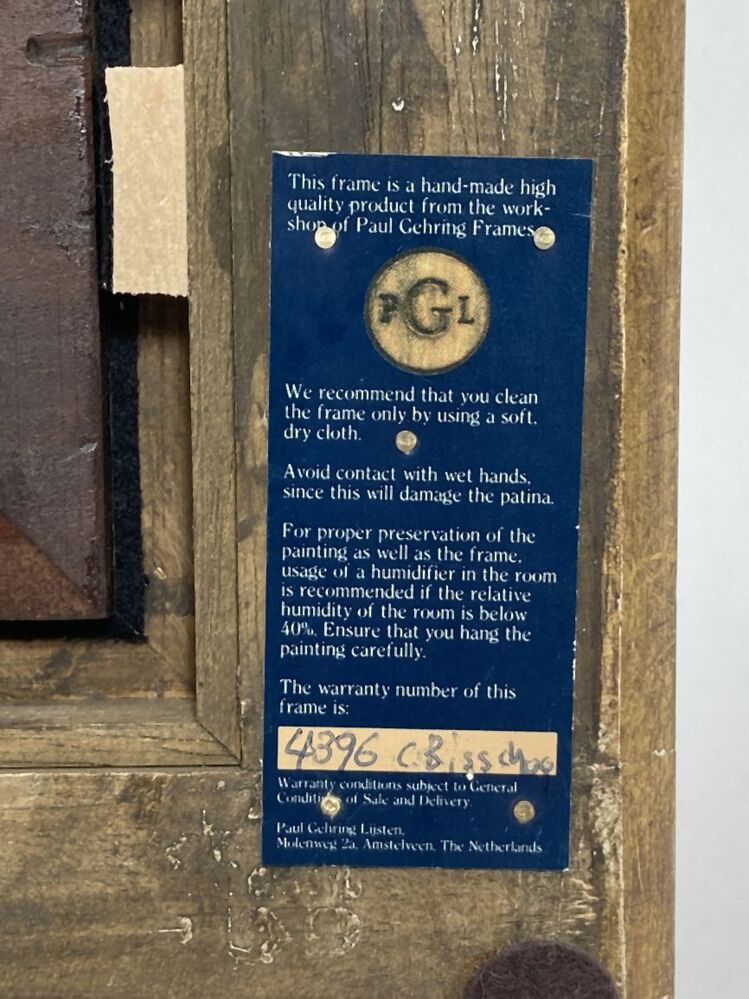 This frame is a hand-made high
quality product from the work-
shop of Paul Gehring Frames.
PGL
We recommend that you clean
the frame only by using a soft,
dry cloth.
Avoid contact with wet hands,
since this will damage the patina.
For proper preservation of the
painting as well as the frame,
usage of a humidifier in the room
is recommended if the relative
humidity of the room is below
40%. Ensure that you hang the
painting carefully.
The warranty number of this
frame is:
4396 C. Bisschop
Warranty conditions subject to General
Conditions of Sale and Delivery.
Paul Gehring Lijsten,
Molenweg 2a, Amstelveen, The Netherlands